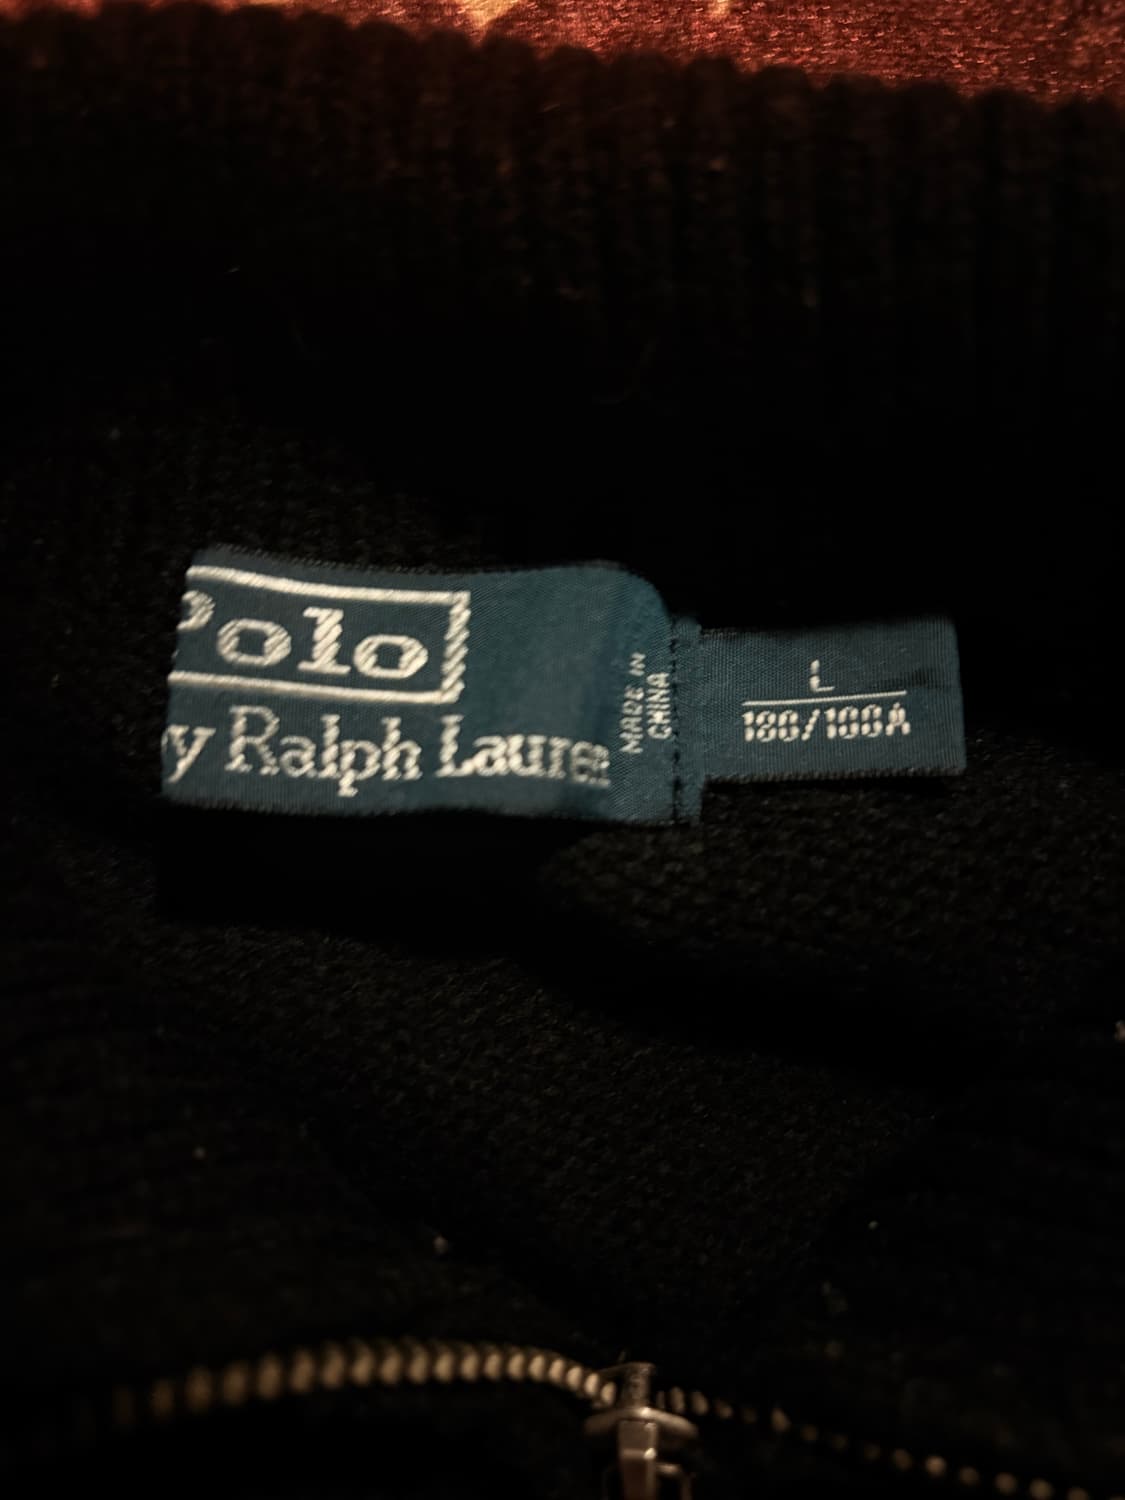 Polo
y Ralph Lauren
MADE IN
CHINA
L
180/100A